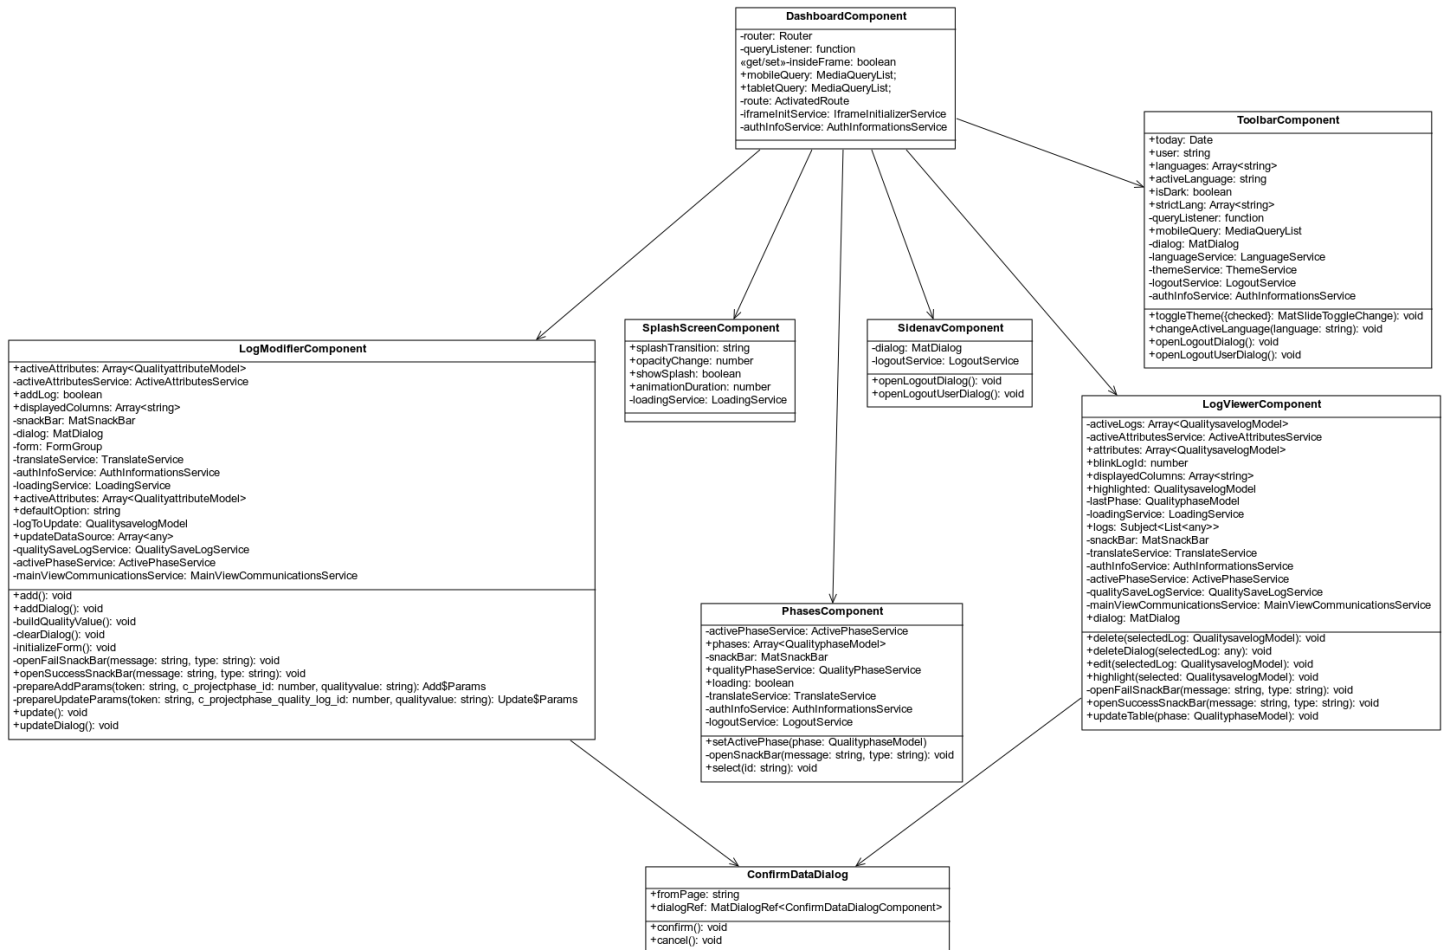 DashboardComponent
-router: Router
-queryListener: function
«get/set»-insideFrame: boolean
+mobileQuery: MediaQueryList;
+tabletQuery: MediaQueryList;
-route: ActivatedRoute
-iframeInitService: IframeInitializerService
-authInfoService: AuthInformationsService
ToolbarComponent
+today: Date
+user: string
+languages: Array<string>
+activeLanguage: string
+isDark: boolean
+strictLang: Array<string>
-queryListener: function
+mobileQuery: MediaQueryList
-dialog: MatDialog
-languageService: LanguageService
-themeService: ThemeService
-logoutService: LogoutService
-authInfoService: AuthInformationsService
+toggleTheme({checked}: MatSlideToggleChange): void
+changeActiveLanguage(language: string): void
+openLogoutDialog(): void
+openLogoutUserDialog(): void
SplashScreenComponent
+splashTransition: string
+opacityChange: number
+showSplash: boolean
+animationDuration: number
-loadingService: LoadingService
SidenavComponent
-dialog: MatDialog
-logoutService: LogoutService
+openLogoutDialog(): void
+openLogoutUserDialog(): void
LogModifierComponent
+activeAttributes: Array<QualityattributeModel>
-activeAttributesService: ActiveAttributesService
+addLog: boolean
+displayedColumns: Array<string>
-snackBar: MatSnackBar
-dialog: MatDialog
-form: FormGroup
-translateService: TranslateService
-authInfoService: AuthInformationsService
-loadingService: LoadingService
+activeAttributes: Array<QualityattributeModel>
+defaultOption: string
-logToUpdate: QualitysavelogModel
+updateDataSource: Array<any>
-qualitySaveLogService: QualitySaveLogService
-activePhaseService: ActivePhaseService
-mainViewCommunicationsService: MainViewCommunicationsService
+add(): void
+addDialog(): void
-buildQualityValue(): void
-clearDialog(): void
-initializeForm(): void
-openFailSnackBar(message: string, type: string): void
+openSuccessSnackBar(message: string, type: string): void
-prepareAddParams(token: string, c_projectphase_id: number, qualityvalue: string): Add$Params
-prepareUpdateParams(token: string, c_projectphase_quality_log_id: number, qualityvalue: string): Update$Params
+update(): void
+updateDialog(): void
LogViewerComponent
-activeLogs: Array<QualitysavelogModel>
-activeAttributesService: ActiveAttributesService
+attributes: Array<QualitysavelogModel>
+blinkLogId: number
+displayedColumns: Array<string>
+highlighted: QualitysavelogModel
-lastPhase: QualityphaseModel
-loadingService: LoadingService
+logs: Subject<List<any>>
-snackBar: MatSnackBar
-translateService: TranslateService
-authInfoService: AuthInformationsService
-activePhaseService: ActivePhaseService
-qualitySaveLogService: QualitySaveLogService
-mainViewCommunicationsService: MainViewCommunicationsService
+dialog: MatDialog
+delete(selectedLog: QualitysavelogModel): void
+deleteDialog(selectedLog: any): void
+edit(selectedLog: QualitysavelogModel): void
+highlight(selected: QualitysavelogModel): void
-openFailSnackBar(message: string, type: string): void
+openSuccessSnackBar(message: string, type: string): void
+updateTable(phase: QualityphaseModel): void
PhasesComponent
-activePhaseService: ActivePhaseService
+phases: Array<QualityphaseModel>
-snackBar: MatSnackBar
+qualityPhaseService: QualityPhaseService
+loading: boolean
-translateService: TranslateService
-authInfoService: AuthInformationsService
-logoutService: LogoutService
+setActivePhase(phase: QualityphaseModel)
-openSnackBar(message: string, type: string): void
+select(id: string): void
ConfirmDataDialog
+fromPage: string
+dialogRef: MatDialogRef<ConfirmDataDialogComponent>
+confirm(): void
+cancel(): void